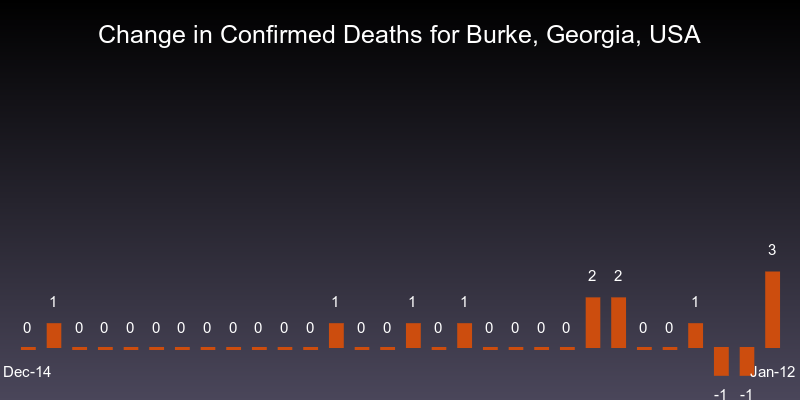 Change in Confirmed Deaths for Burke, Georgia, USA
3
2 2
1 1 1 1 1
0 0 0 0 0 0 0 0 0 0 0 0 0 0 0 0 0 0 0 0
Dec-14 Jan-12
-1 -1